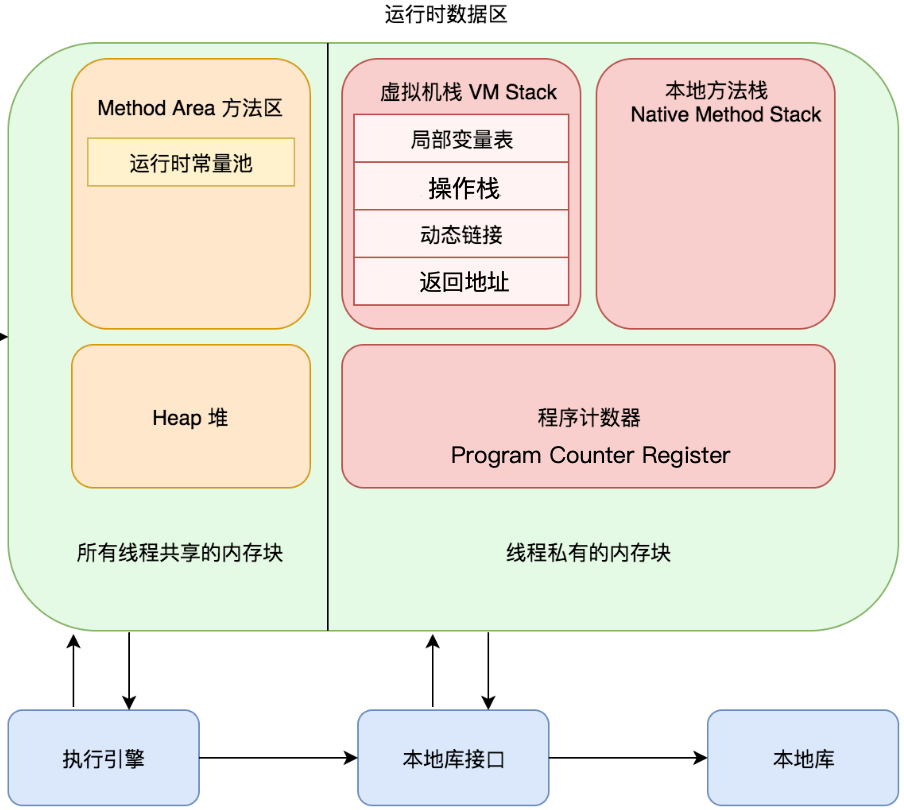 运行时数据区
Method Area 方法区
运行时常量池
Heap 堆
所有线程共享的内存块
虚拟机栈 VM Stack
局部变量表
操作栈
动态链接
返回地址
本地方法栈
Native Method Stack
程序计数器
Program Counter Register
线程私有的内存块
执行引擎
本地库接口
本地库